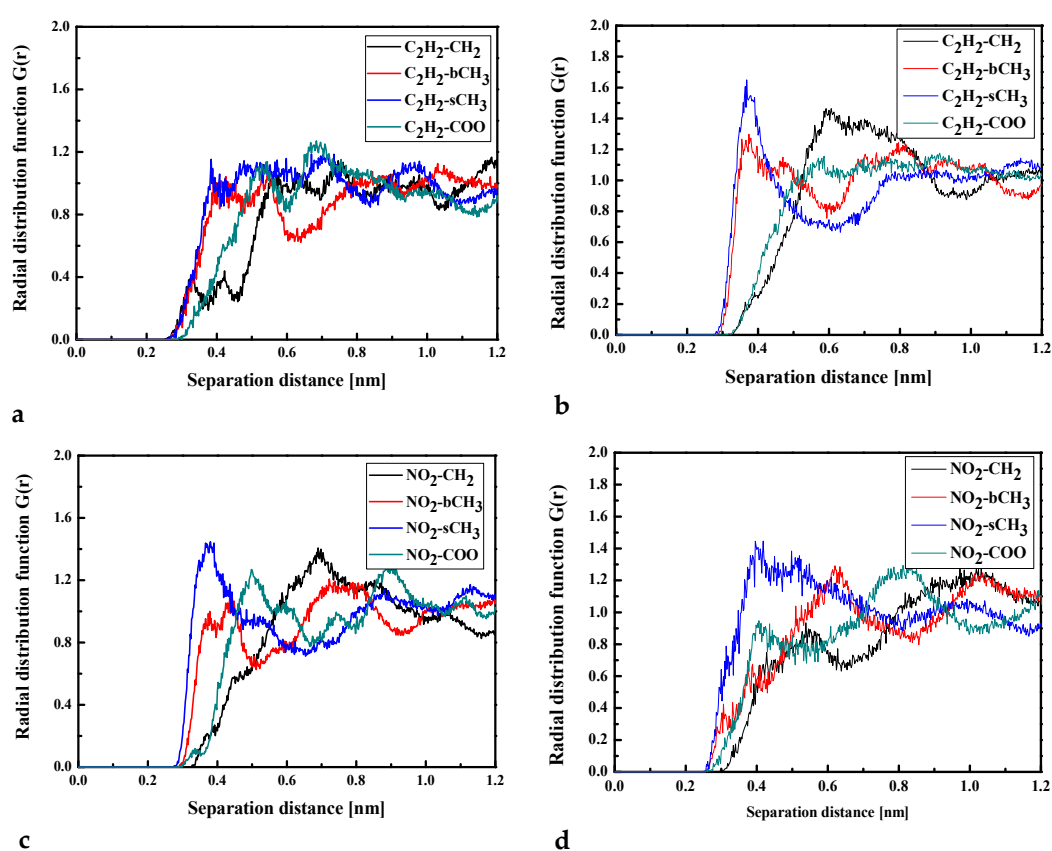 2.0
1.6
1.2
0.8
0.4
0.0
Radial distribution function G(r)
C₂H₂-CH₂
C₂H₂-bCH₃
C₂H₂-sCH₃
C₂H₂-COO
0.0 0.2 0.4 0.6 0.8 1.0 1.2
Separation distance [nm]
a
2.0
1.8
1.6
1.4
1.2
1.0
0.8
0.6
0.4
0.2
0.0
Radial distribution function G(r)
C₂H₂-CH₂
C₂H₂-bCH₃
C₂H₂-sCH₃
C₂H₂-COO
0.0 0.2 0.4 0.6 0.8 1.0 1.2
Separation distance [nm]
b
2.0
1.6
1.2
0.8
0.4
0.0
Radial distribution function G(r)
NO₂-CH₂
NO₂-bCH₃
NO₂-sCH₃
NO₂-COO
0.0 0.2 0.4 0.6 0.8 1.0 1.2
Separation distance [nm]
c
2.0
1.8
1.6
1.4
1.2
1.0
0.8
0.6
0.4
0.2
0.0
Radial distribution function G(r)
NO₂-CH₂
NO₂-bCH₃
NO₂-sCH₃
NO₂-COO
0.0 0.2 0.4 0.6 0.8 1.0 1.2
Separation distance [nm]
d